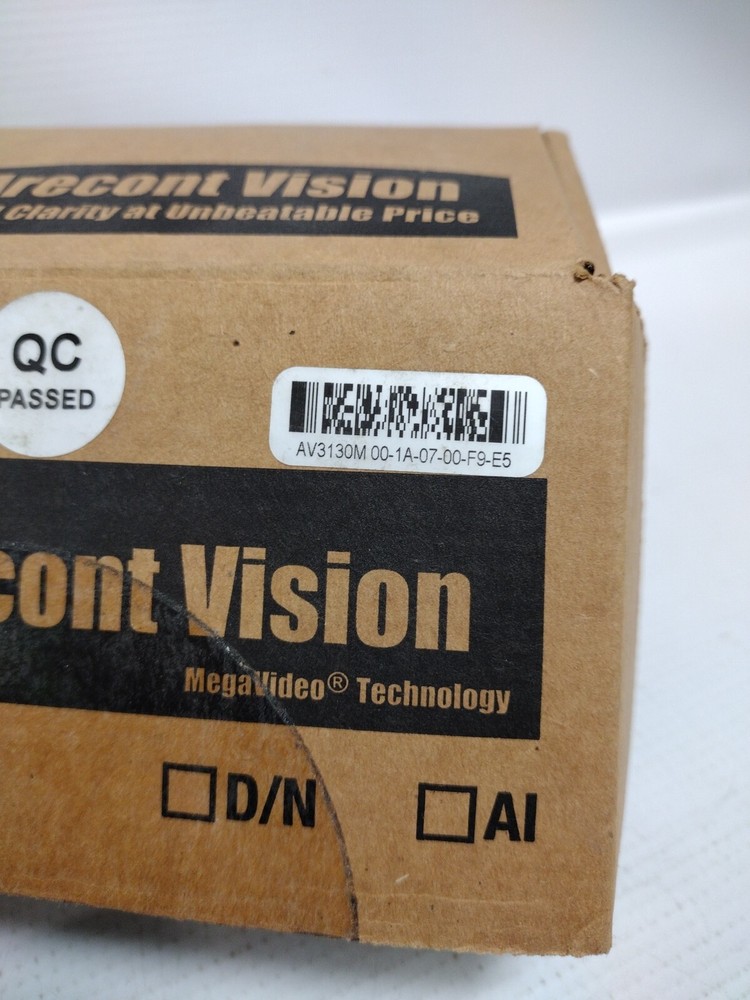 recont Vision
Clarity at Unbeatable Price
QC
PASSED
AV3130M 00-1A-07-00-F9-E5
cont Vision
MegaVideo® Technology
D/N
AI